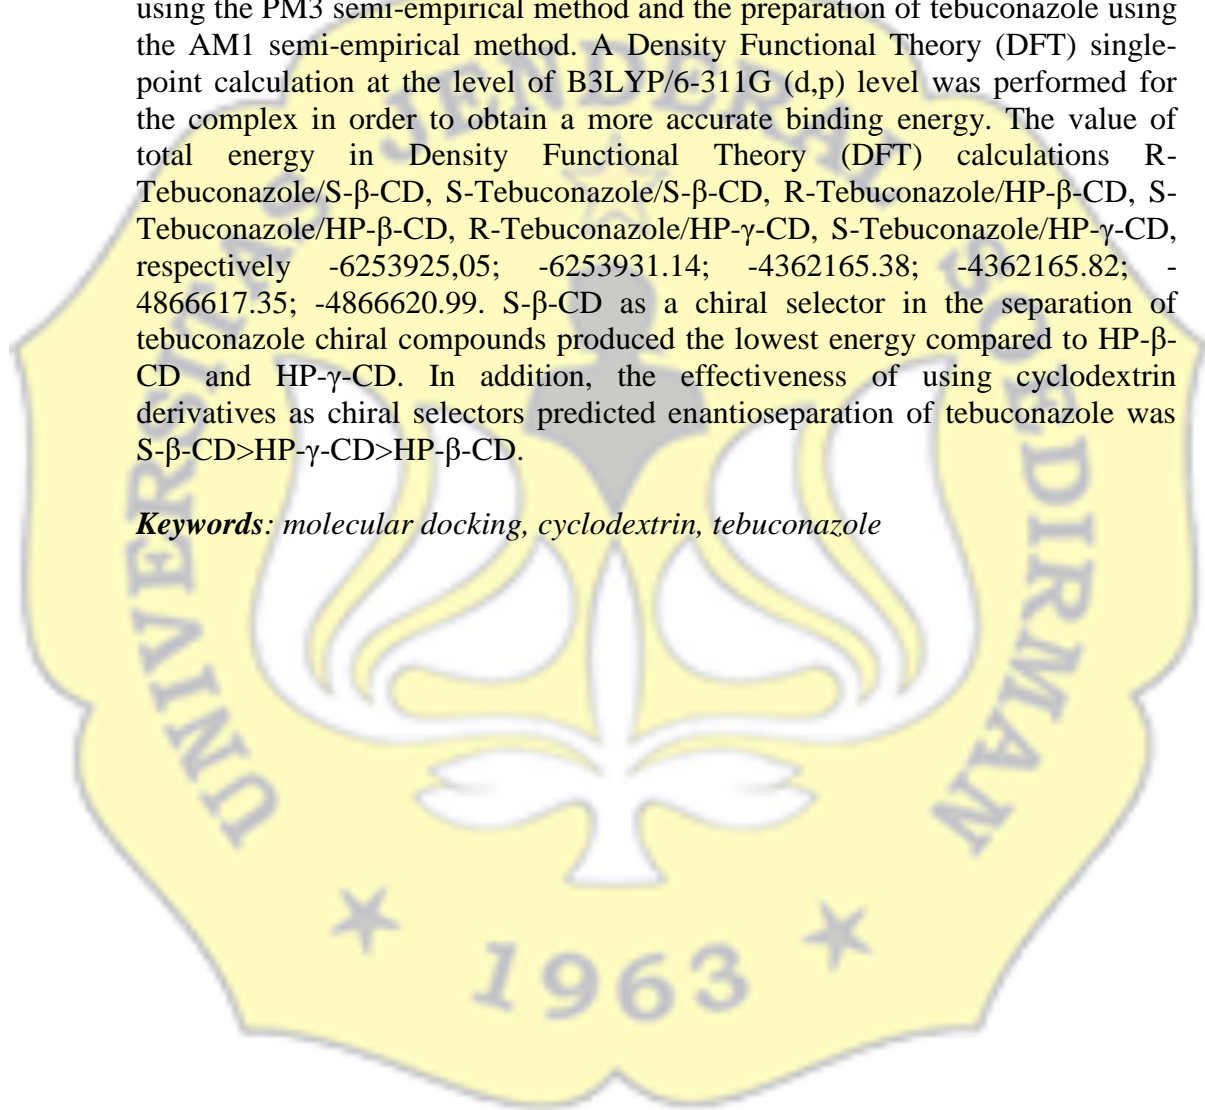 using the PM3 semi-empirical method and the preparation of tebuconazole using
the AM1 semi-empirical method. A Density Functional Theory (DFT) single-
point calculation at the level of B3LYP/6-311G (d,p) level was performed for
the complex in order to obtain a more accurate binding energy. The value of
total energy in Density Functional Theory (DFT) calculations R-
Tebuconazole/S-β-CD, S-Tebuconazole/S-β-CD, R-Tebuconazole/HP-β-CD, S-
Tebuconazole/HP-β-CD, R-Tebuconazole/HP-γ-CD, S-Tebuconazole/HP-γ-CD,
respectively -6253925,05; -6253931.14; -4362165.38; -4362165.82; -
4866617.35; -4866620.99. S-β-CD as a chiral selector in the separation of
tebuconazole chiral compounds produced the lowest energy compared to HP-β-
CD and HP-γ-CD. In addition, the effectiveness of using cyclodextrin
derivatives as chiral selectors predicted enantioseparation of tebuconazole was
S-β-CD>HP-γ-CD>HP-β-CD.
Keywords: molecular docking, cyclodextrin, tebuconazole
UNIVERSITAS JENDERAL SOEDIRMAN
1963